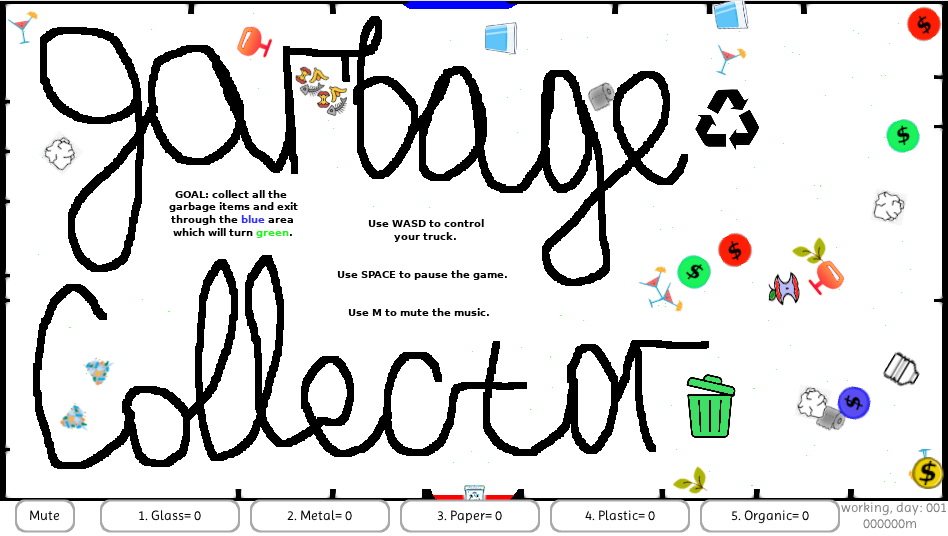 garbage
GOAL: collect all the
garbage items and exit
through the blue area
which will turn green.
Use WASD to control
your truck.
Use SPACE to pause the game.
Use M to mute the music.
Collector
$
$
$
$
$
$
Mute
1. Glass= 0
2. Metal= 0
3. Paper= 0
4. Plastic= 0
5. Organic= 0
working, day: 001
000000m